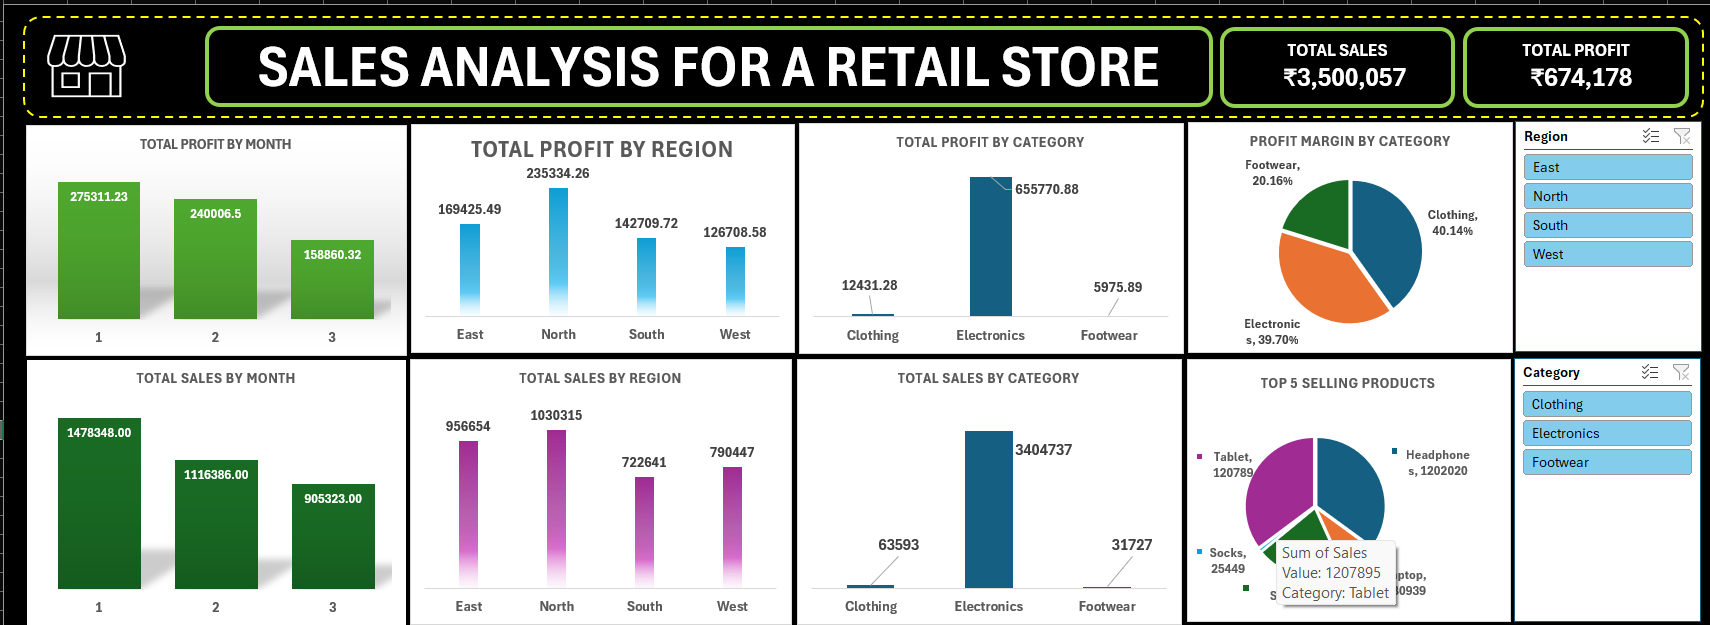 SALES ANALYSIS FOR A RETAIL STORE
TOTAL SALES
₹3,500,057
TOTAL PROFIT
₹674,178
TOTAL PROFIT BY MONTH
275311.23
240006.5
158860.32
1
2
3
TOTAL PROFIT BY REGION
235334.26
169425.49
142709.72
126708.58
East
North
South
West
TOTAL PROFIT BY CATEGORY
655770.88
12431.28
5975.89
Clothing
Electronics
Footwear
PROFIT MARGIN BY CATEGORY
Footwear,
20.16%
Clothing,
40.14%
Electronic
s, 39.70%
Region
East
North
South
West
TOTAL SALES BY MONTH
1478348.00
1116386.00
905323.00
1
2
3
TOTAL SALES BY REGION
956654
1030315
722641
790447
East
North
South
West
TOTAL SALES BY CATEGORY
3404737
63593
31727
Clothing
Electronics
Footwear
TOP 5 SELLING PRODUCTS
Tablet,
120789
Headphone
s, 1202020
Socks,
25449
S
ptop,
0939
Sum of Sales
Value: 1207895
Category: Tablet
Category
Clothing
Electronics
Footwear